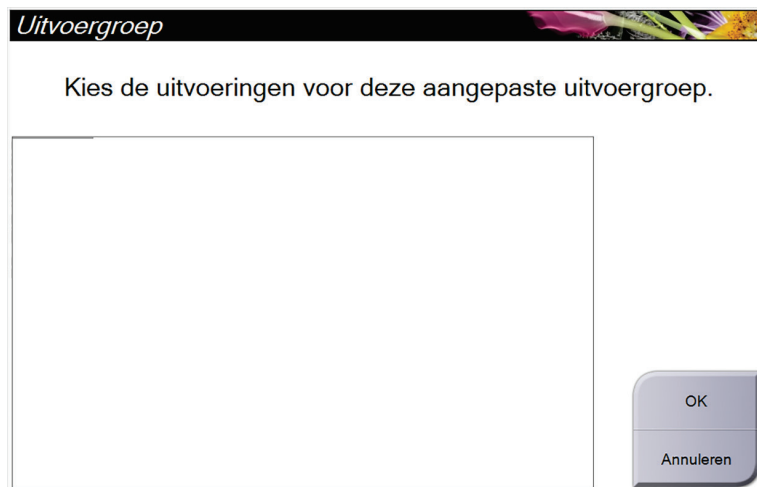 Uitvoergroep
Kies de uitvoeringen voor deze aangepaste uitvoergroep.
OK
Annuleren